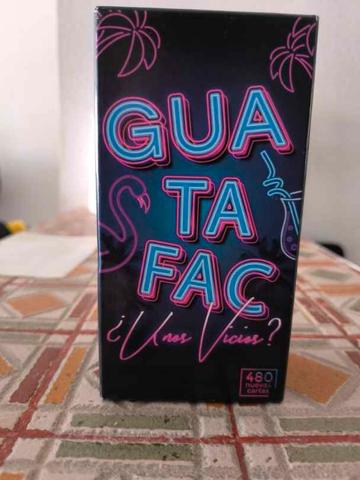 GUA
TA
FAC
¿Unos Vicios?
480
nuevas
cartas